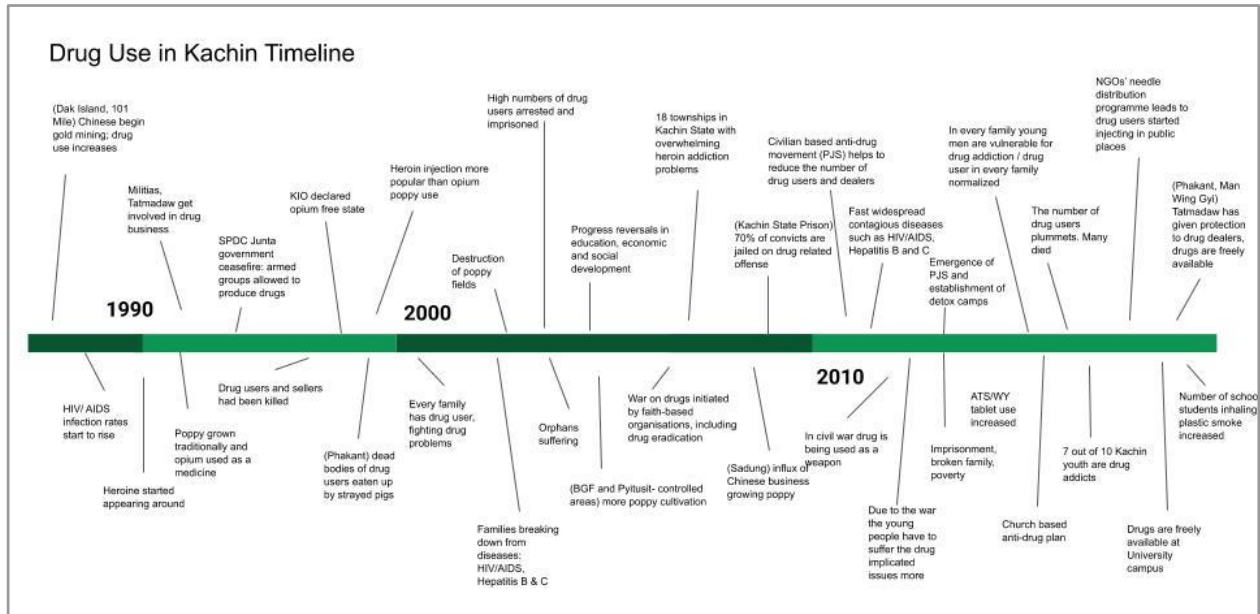 Drug Use in Kachin Timeline
(Dak Island, 101
Mile) Chinese begin
gold mining; drug
use increases
Militias,
Tatmadaw get
involved in drug
business
SPDC Junta
government
ceasefire: armed
groups allowed to
produce drugs
KIO declared
opium free state
Heroin injection more
popular than opium
poppy use
High numbers of drug
users arrested and
imprisoned
Destruction
of poppy
fields
Progress reversals in
education, economic
and social
development
18 townships in
Kachin State with
overwhelming
heroin addiction
problems
(Kachin State Prison)
70% of convicts are
jailed on drug related
offense
Civilian based anti-drug
movement (PJS) helps to
reduce the number of
drug users and dealers
Fast widespread
contagious diseases
such as HIV/AIDS,
Hepatitis B and C
Emergence of
PJS and
establishment of
detox camps
In every family young
men are vulnerable for
drug addiction / drug
user in every family
normalized
The number of
drug users
plummets. Many
died
NGOs' needle
distribution
programme leads to
drug users started
injecting in public
places
(Phakant, Man
Wing Gyi)
Tatmadaw has
given protection
to drug dealers,
drugs are freely
available
1990
2000
2010
HIV/ AIDS
infection rates
start to rise
Heroine started
appearing around
Poppy grown
traditionally and
opium used as a
medicine
Drug users and sellers
had been killed
(Phakant) dead
bodies of drug
users eaten up
by strayed pigs
Every family
has drug user,
fighting drug
problems
Families breaking
down from
diseases:
HIV/AIDS,
Hepatitis B & C
Orphans
suffering
(BGF and Pyitusit- controlled
areas) more poppy cultivation
War on drugs initiated
by faith-based
organisations, including
drug eradication
(Sadung) influx of
Chinese business
growing poppy
In civil war drug is
being used as a
weapon
Due to the war
the young
people have to
suffer the drug
implicated
issues more
Imprisonment,
broken family,
poverty
ATS/WY
tablet use
increased
Church based
anti-drug plan
7 out of 10 Kachin
youth are drug
addicts
Drugs are freely
available at
University
campus
Number of schoo
students inhaling
plastic smoke
increased